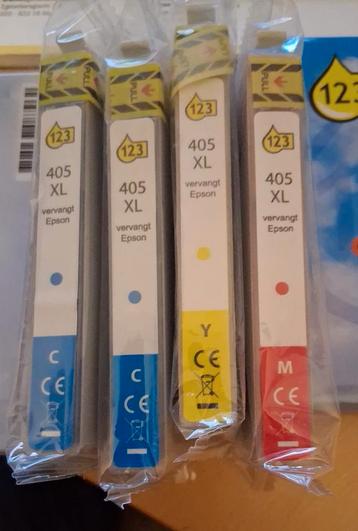 PULL
123
405
XL
vervangt
Epson
C
PULL
123
405
XL
vervangt
Epson
C
PULL
123
405
XL
vervangt
Epson
Y
PULL
123
405
XL
vervangt
Epson
M
123